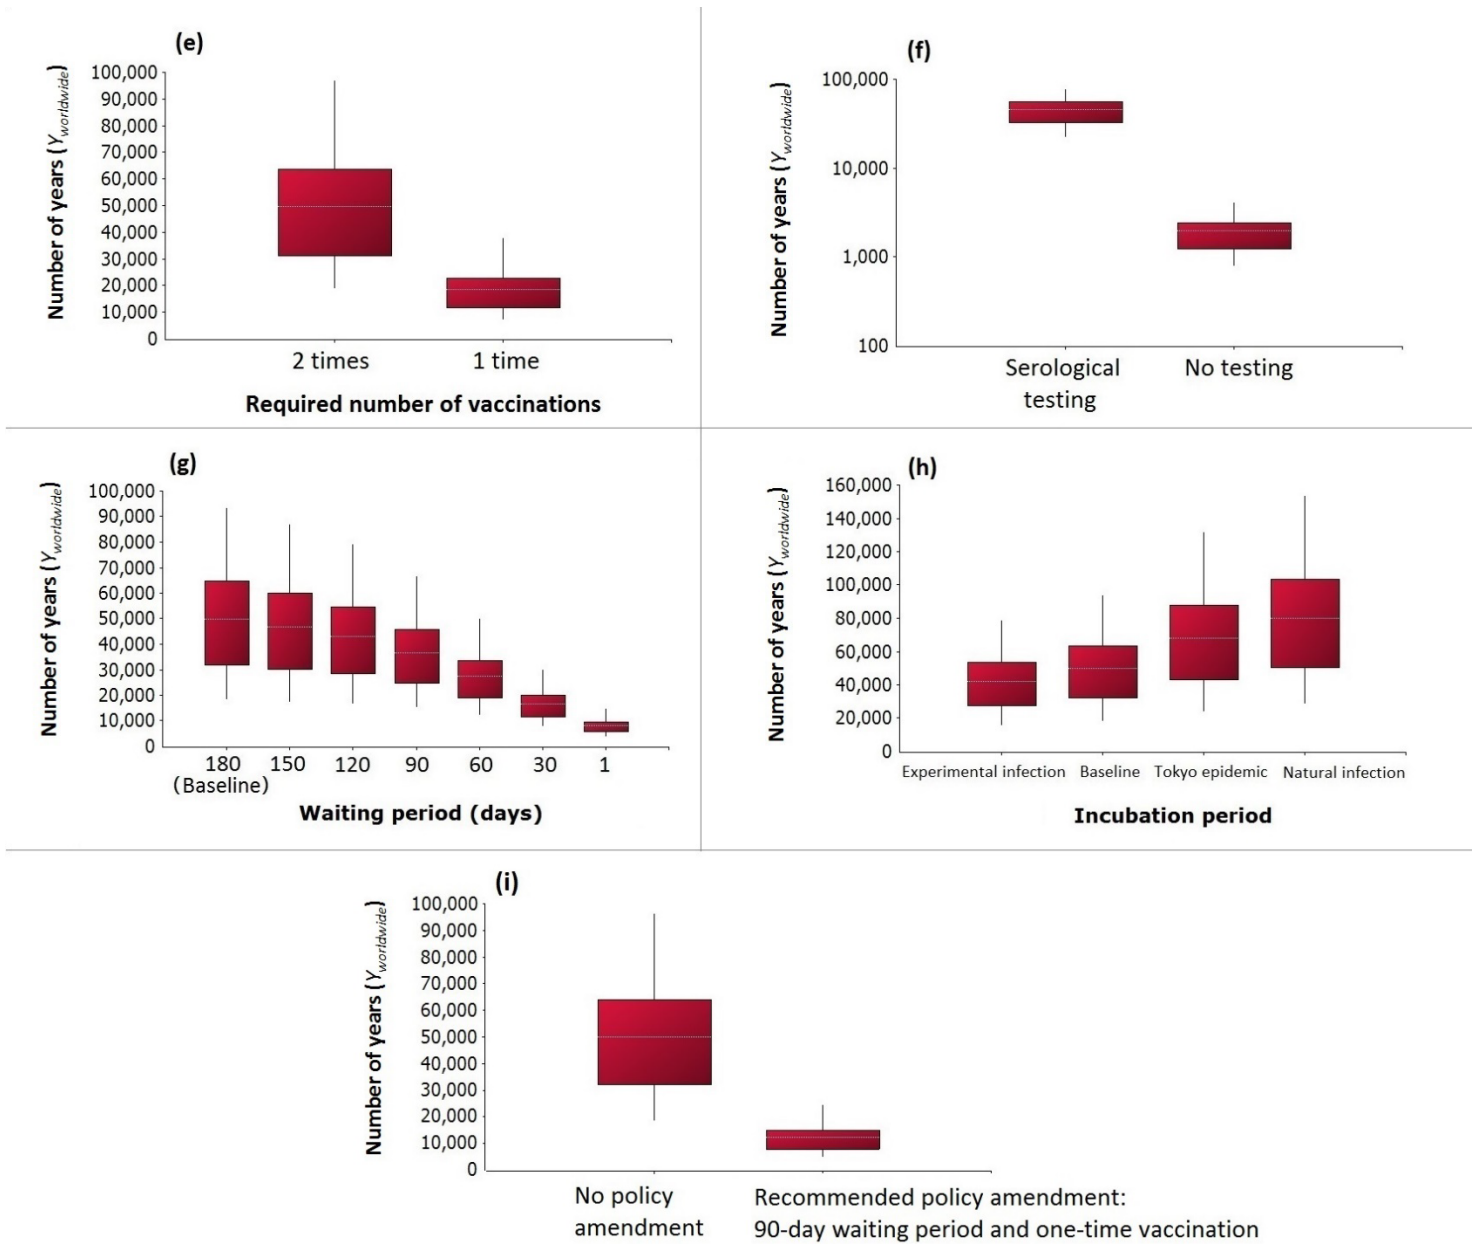 (e)
Number of years (Yworldwide)
100,000
90,000
80,000
70,000
60,000
50,000
40,000
30,000
20,000
10,000
0
2 times
1 time
Required number of vaccinations
(f)
Number of years (Yworldwide)
100,000
10,000
1,000
100
Serological
testing
No testing
(g)
Number of years (Yworldwide)
100,000
90,000
80,000
70,000
60,000
50,000
40,000
30,000
20,000
10,000
0
180
(Baseline)
150
120
90
60
30
1
Waiting period (days)
(h)
Number of years (Yworldwide)
160,000
140,000
120,000
100,000
80,000
60,000
40,000
20,000
0
Experimental infection
Baseline
Tokyo epidemic
Natural infection
Incubation period
(i)
Number of years (Yworldwide)
100,000
90,000
80,000
70,000
60,000
50,000
40,000
30,000
20,000
10,000
0
No policy
amendment
Recommended policy amendment:
90-day waiting period and one-time vaccination